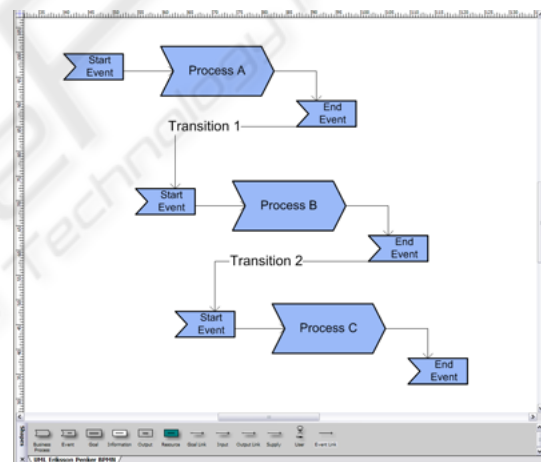 Start
Event
Process A
End
Event
Transition 1
Start
Event
Process B
End
Event
Transition 2
Start
Event
Process C
End
Event
Shapes
Business
Process
Event
Goal
Information
Output
Resource
Goal Link
Input
Output Link
Supply
User
Event Link
UML Eriksson Penker BPMN
Technology